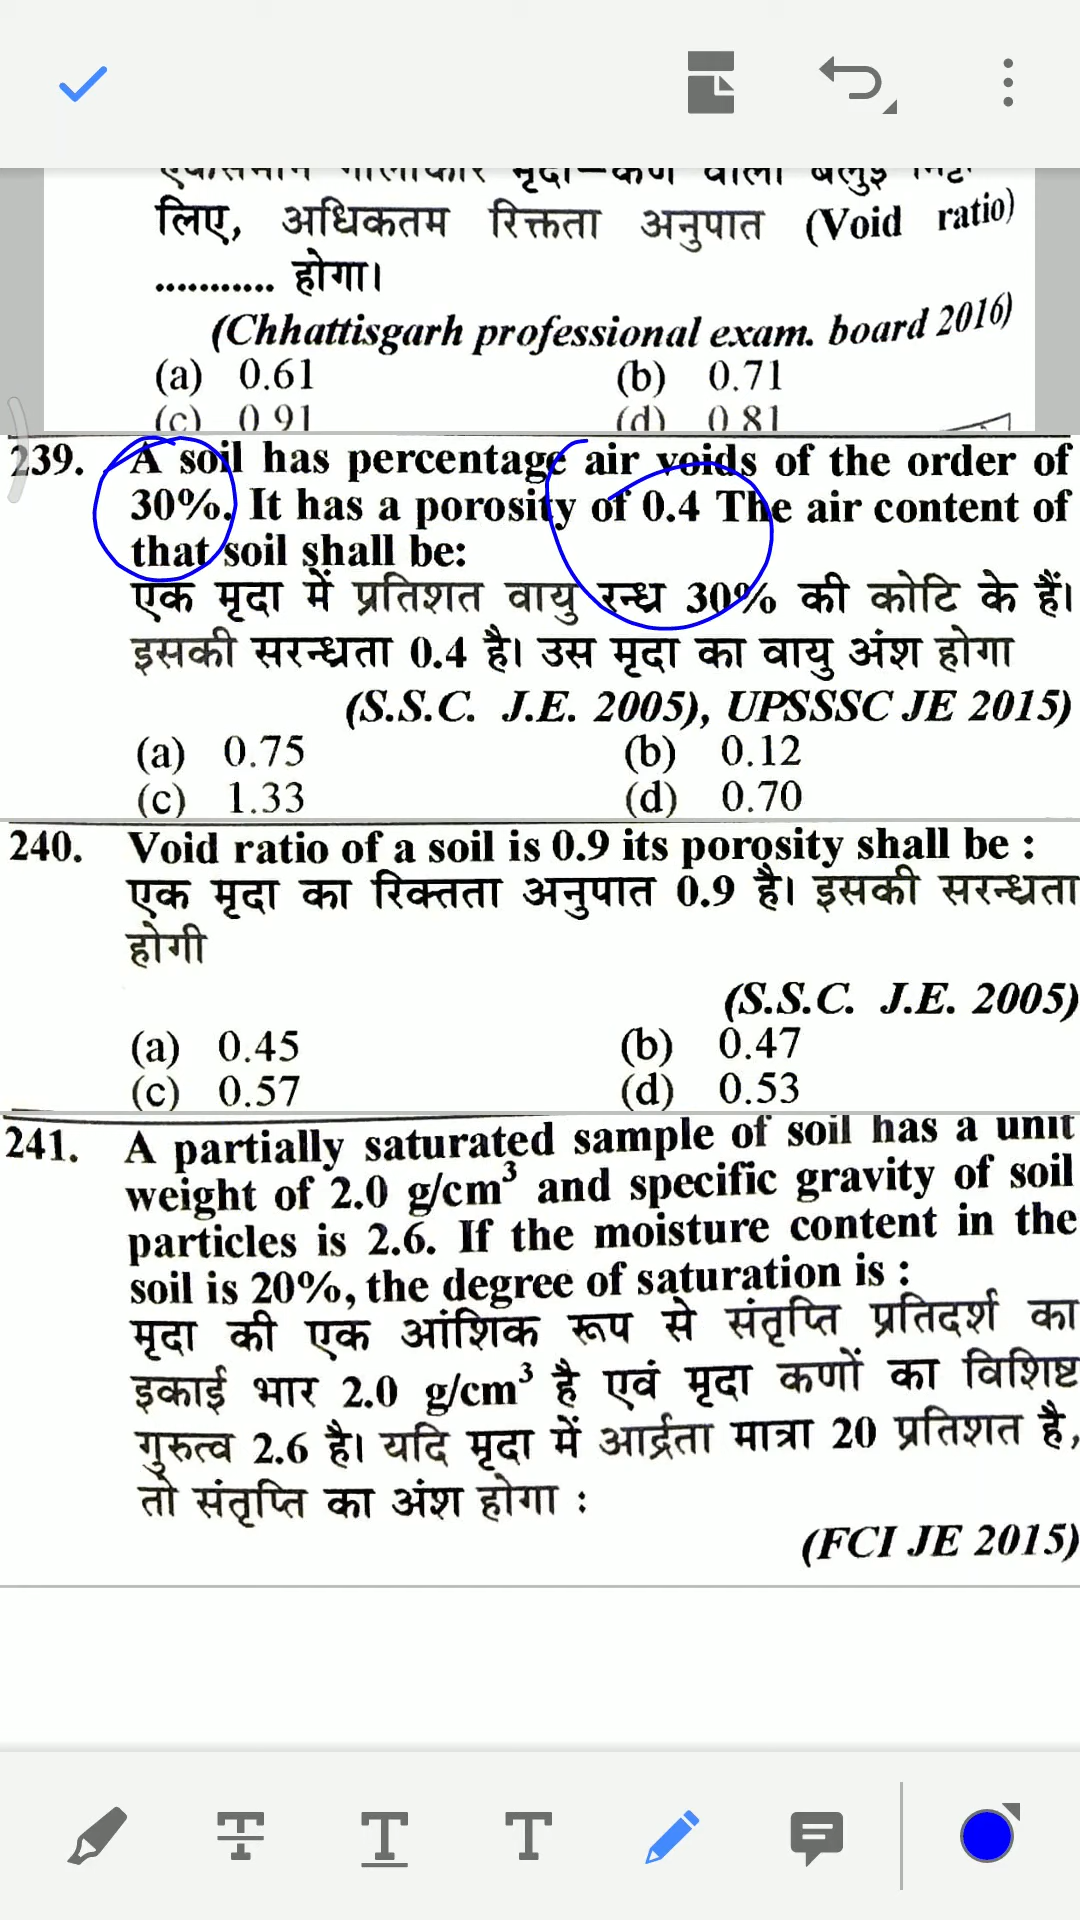 लिए, अधिकतम रिक्तता अनुपात (Void ratio)
........... होगा।
(Chhattisgarh professional exam. board 2016)
(a) 0.61 (b) 0.71
(c) 0.91 (d) 0.81
239. A soil has percentage air voids of the order of
30%. It has a porosity of 0.4 The air content of
that soil shall be:
एक मृदा में प्रतिशत वायु रन्ध्र 30% की कोटि के हैं।
इसकी सरन्ध्रता 0.4 है। उस मृदा का वायु अंश होगा
(S.S.C. J.E. 2005), UPSSSC JE 2015)
(a) 0.75 (b) 0.12
(c) 1.33 (d) 0.70
240. Void ratio of a soil is 0.9 its porosity shall be :
एक मृदा का रिक्तता अनुपात 0.9 है। इसकी सरन्ध्रता
होगी
(S.S.C. J.E. 2005)
(a) 0.45 (b) 0.47
(c) 0.57 (d) 0.53
241. A partially saturated sample of soil has a unit
weight of 2.0 g/cm³ and specific gravity of soil
particles is 2.6. If the moisture content in the
soil is 20%, the degree of saturation is :
मृदा की एक आंशिक रूप से संतृप्ति प्रतिदर्श का
इकाई भार 2.0 g/cm³ है एवं मृदा कणों का विशिष्ट
गुरुत्व 2.6 है। यदि मृदा में आर्द्रता मात्रा 20 प्रतिशत है,
तो संतृप्ति का अंश होगा :
(FCI JE 2015)